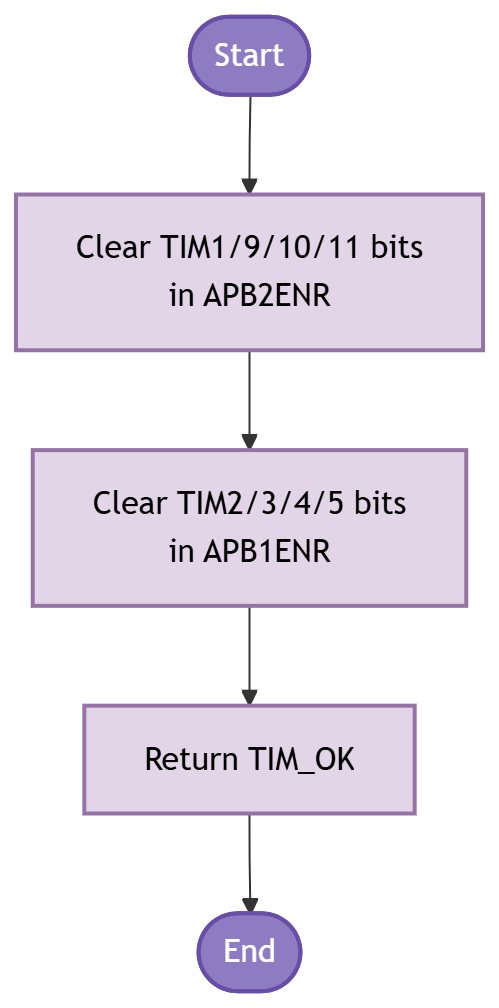 Start
Clear TIM1/9/10/11 bits
in APB2ENR
Clear TIM2/3/4/5 bits
in APB1ENR
Return TIM_OK
End